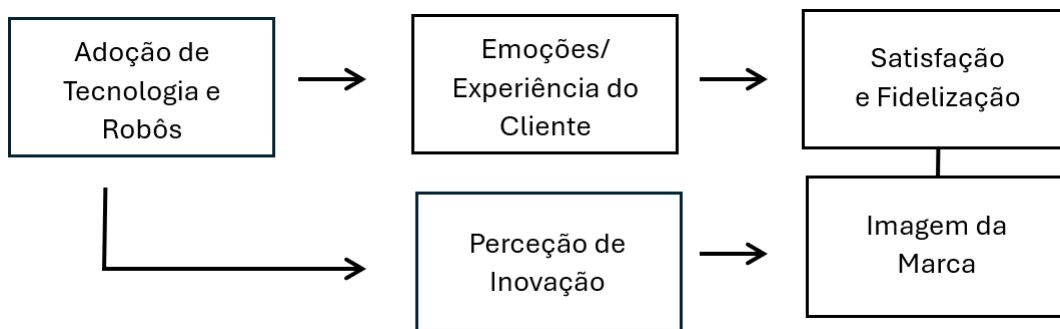 Adoção de
Tecnologia e
Robôs
Emoções/
Experiência do
Cliente
Satisfação
e Fidelização
Perceção de
Inovação
Imagem da
Marca